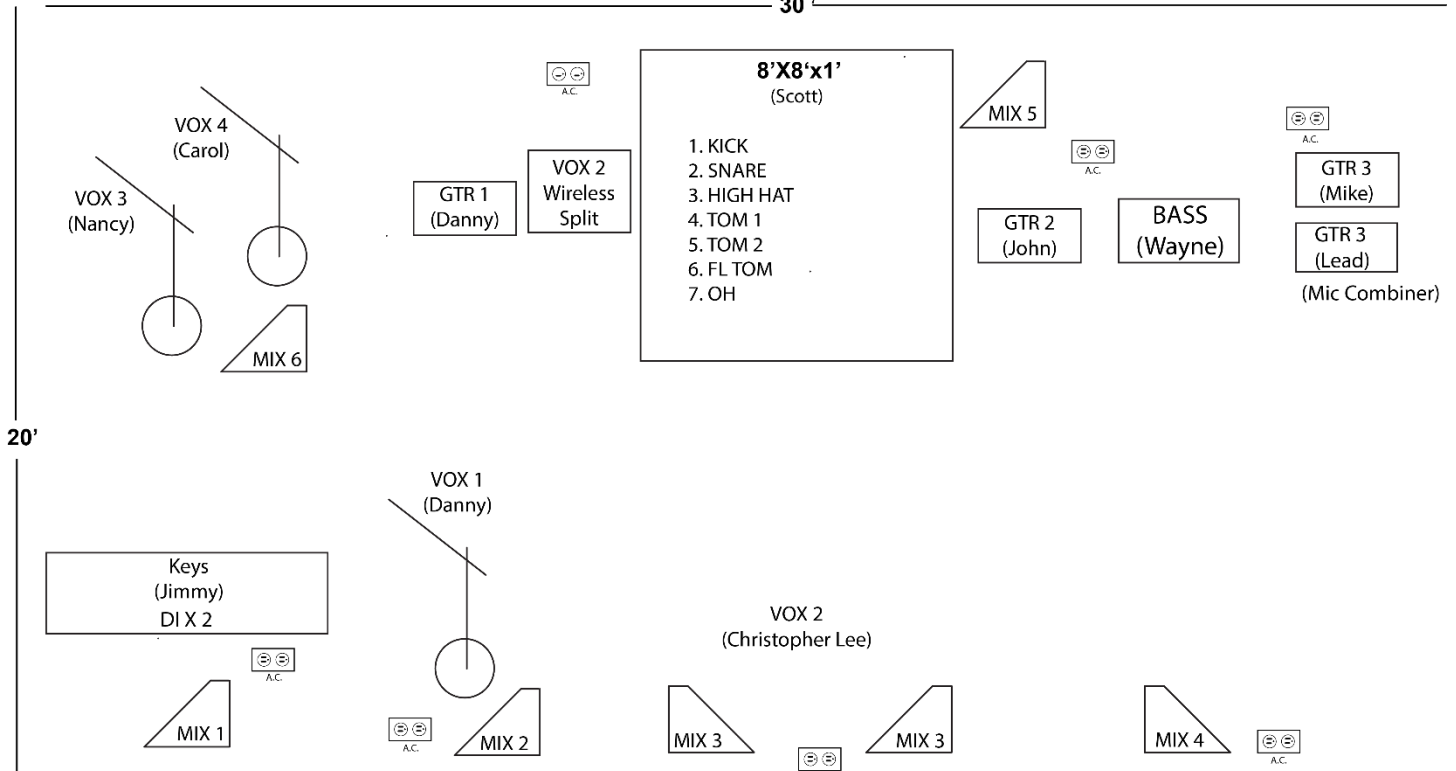 30'
8'X8'x1'
(Scott)
1. KICK
2. SNARE
3. HIGH HAT
4. TOM 1
5. TOM 2
6. FL TOM
7. OH
A.C.
VOX 4
(Carol)
VOX 3
(Nancy)
MIX 6
GTR 1
(Danny)
VOX 2
Wireless
Split
MIX 5
A.C.
GTR 2
(John)
BASS
(Wayne)
A.C.
GTR 3
(Mike)
GTR 3
(Lead)
(Mic Combiner)
20'
VOX 1
(Danny)
Keys
(Jimmy)
DI X 2
A.C.
MIX 1
A.C.
MIX 2
VOX 2
(Christopher Lee)
MIX 3
MIX 3
MIX 4
A.C.